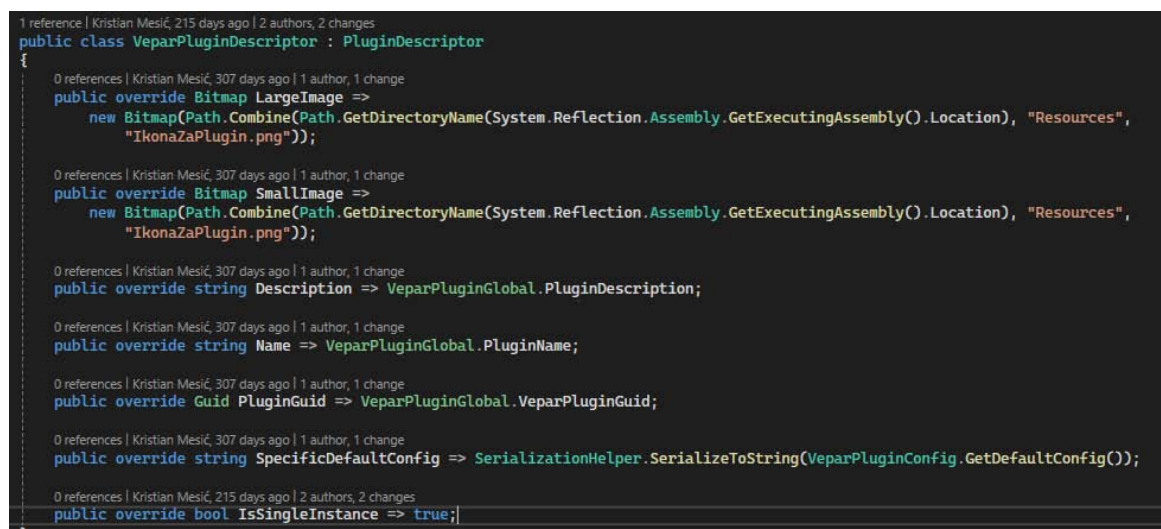 1 reference | Kristian Mesić, 215 days ago | 2 authors, 2 changes
public class VeparPluginDescriptor : PluginDescriptor
{
0 references | Kristian Mesić, 307 days ago | 1 author, 1 change
public override Bitmap LargeImage =>
new Bitmap(Path.Combine(Path.GetDirectoryName(System.Reflection.Assembly.GetExecutingAssembly().Location), "Resources",
"IkonaZaPlugin.png"));
0 references | Kristian Mesić, 307 days ago | 1 author, 1 change
public override Bitmap SmallImage =>
new Bitmap(Path.Combine(Path.GetDirectoryName(System.Reflection.Assembly.GetExecutingAssembly().Location), "Resources",
"IkonaZaPlugin.png"));
0 references | Kristian Mesić, 307 days ago | 1 author, 1 change
public override string Description => VeparPluginGlobal.PluginDescription;
0 references | Kristian Mesić, 307 days ago | 1 author, 1 change
public override string Name => VeparPluginGlobal.PluginName;
0 references | Kristian Mesić, 307 days ago | 1 author, 1 change
public override Guid PluginGuid => VeparPluginGlobal.VeparPluginGuid;
0 references | Kristian Mesić, 307 days ago | 1 author, 1 change
public override string SpecificDefaultConfig => SerializationHelper.SerializeToString(VeparPluginConfig.GetDefaultConfig());
0 references | Kristian Mesić, 215 days ago | 2 authors, 2 changes
public override bool IsSingleInstance => true;